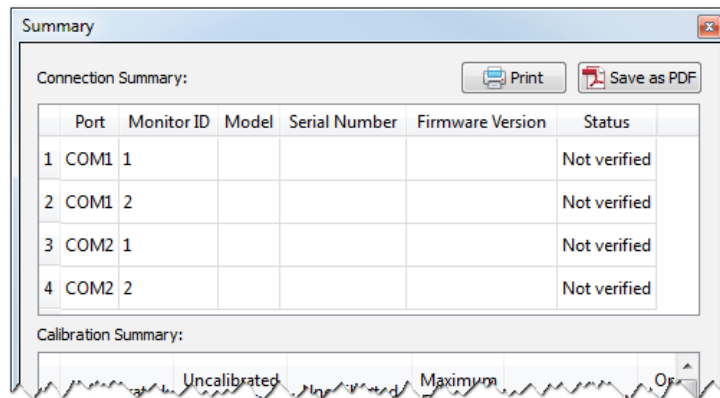 Summary
Connection Summary: Print Save as PDF
Port Monitor ID Model Serial Number Firmware Version Status
1 COM1 1 Not verified
2 COM1 2 Not verified
3 COM2 1 Not verified
4 COM2 2 Not verified
Calibration Summary:
Uncalibrated Maximum